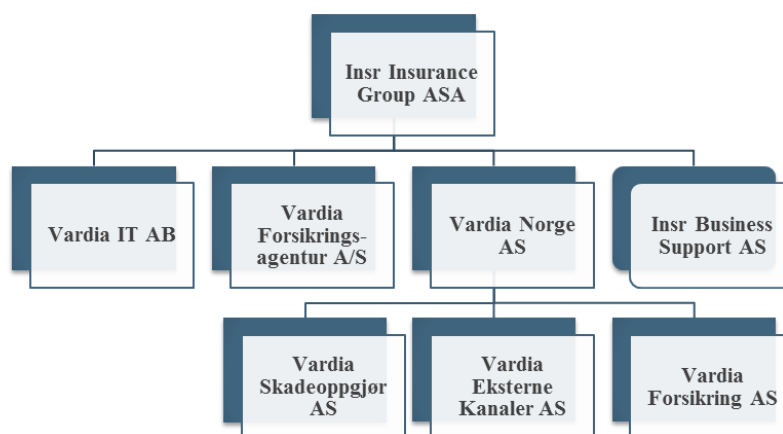 Insr Insurance
Group ASA
Vardia IT AB
Vardia
Forsikrings-
agentur A/S
Vardia Norge
AS
Insr Business
Support AS
Vardia
Skadeoppgjør
AS
Vardia
Eksterne
Kanaler AS
Vardia
Forsikring AS